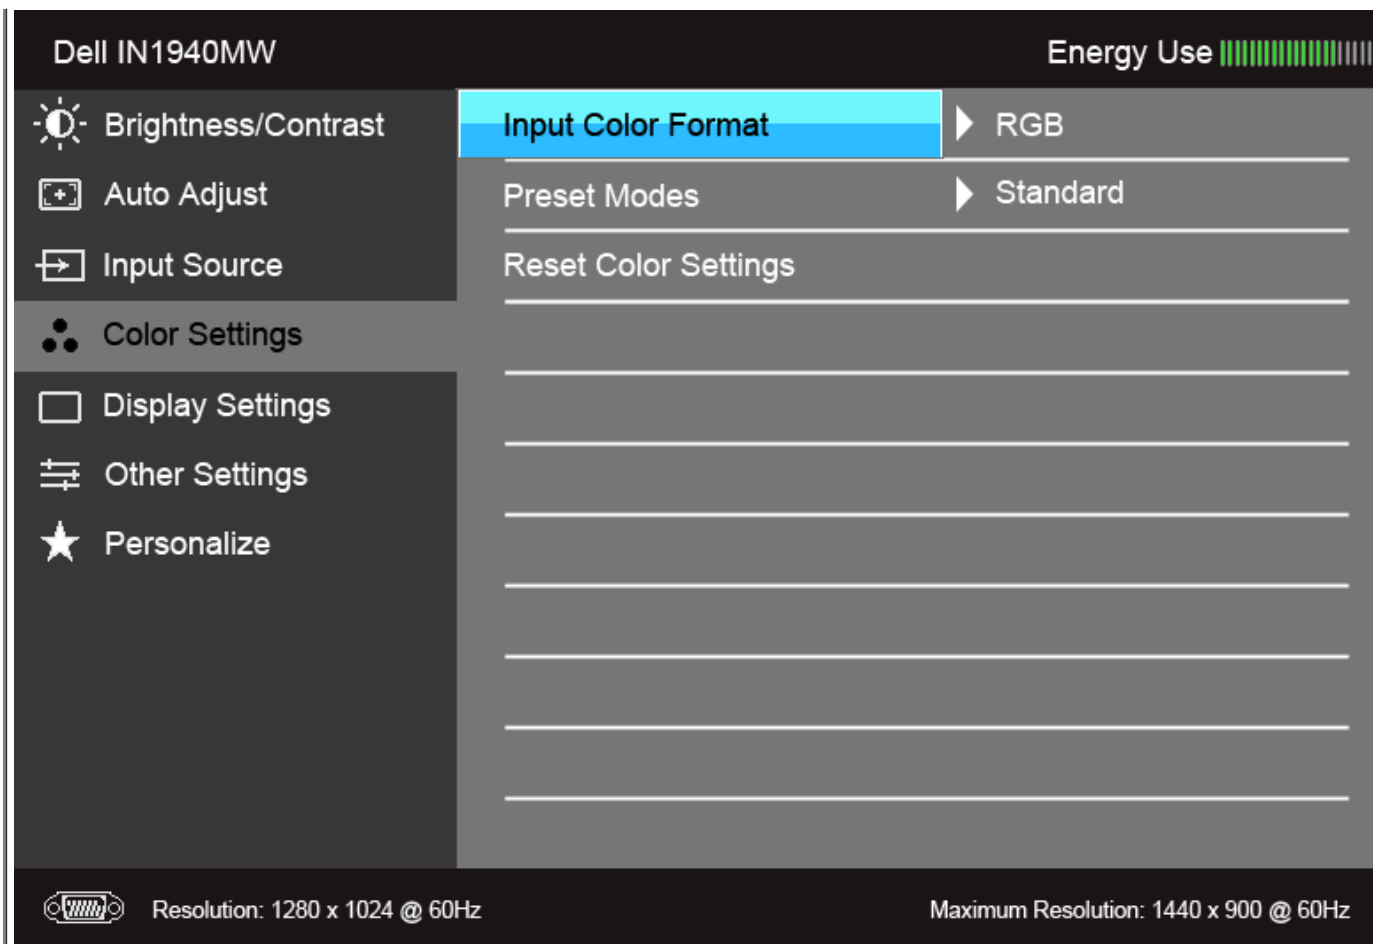 Dell IN1940MW Energy Use
Brightness/Contrast Input Color Format RGB
Auto Adjust Preset Modes Standard
Input Source Reset Color Settings
Color Settings
Display Settings
Other Settings
Personalize
Resolution: 1280 x 1024 @ 60Hz Maximum Resolution: 1440 x 900 @ 60Hz